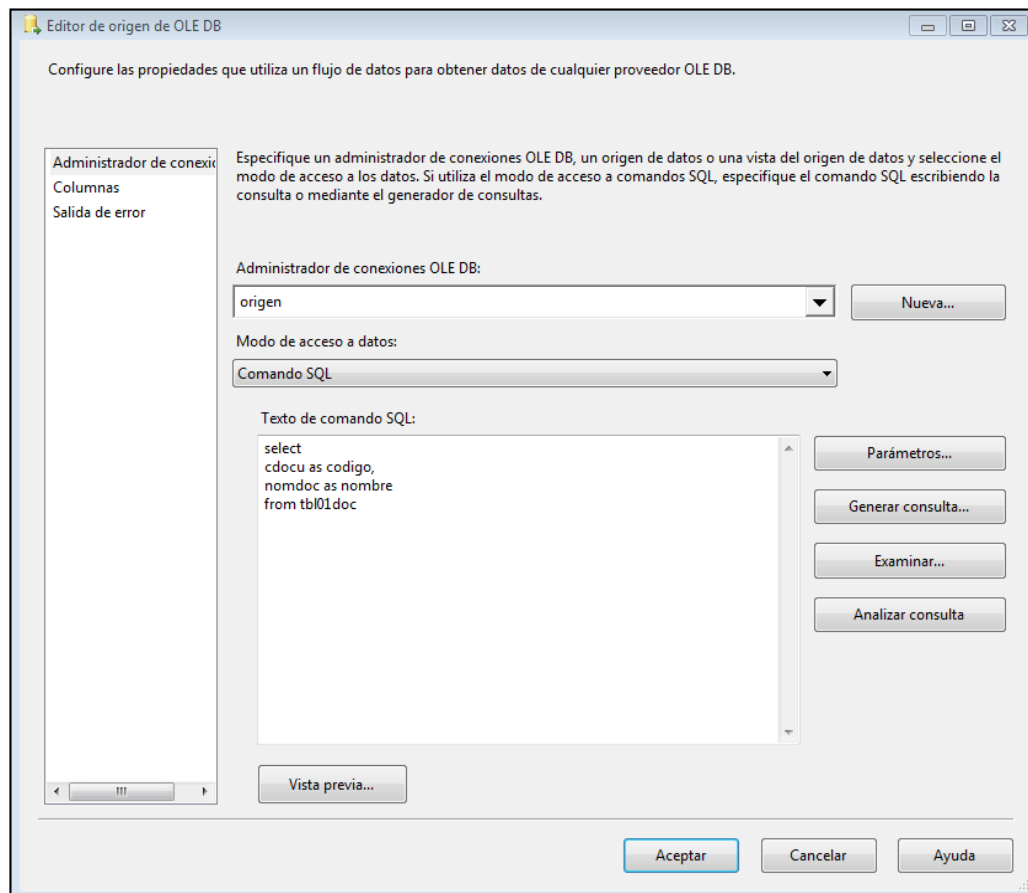 Editor de origen de OLE DB
Configure las propiedades que utiliza un flujo de datos para obtener datos de cualquier proveedor OLE DB.
Administrador de conexi
Columnas
Salida de error
Especifique un administrador de conexiones OLE DB, un origen de datos o una vista del origen de datos y seleccione el
modo de acceso a los datos. Si utiliza el modo de acceso a comandos SQL, especifique el comando SQL escribiendo la
consulta o mediante el generador de consultas.
Administrador de conexiones OLE DB:
origen
Nueva...
Modo de acceso a datos:
Comando SQL
Texto de comando SQL:
select
cdocu as codigo,
nomdoc as nombre
from tbl01doc
Parámetros...
Generar consulta...
Examinar...
Analizar consulta
Vista previa...
Aceptar
Cancelar
Ayuda